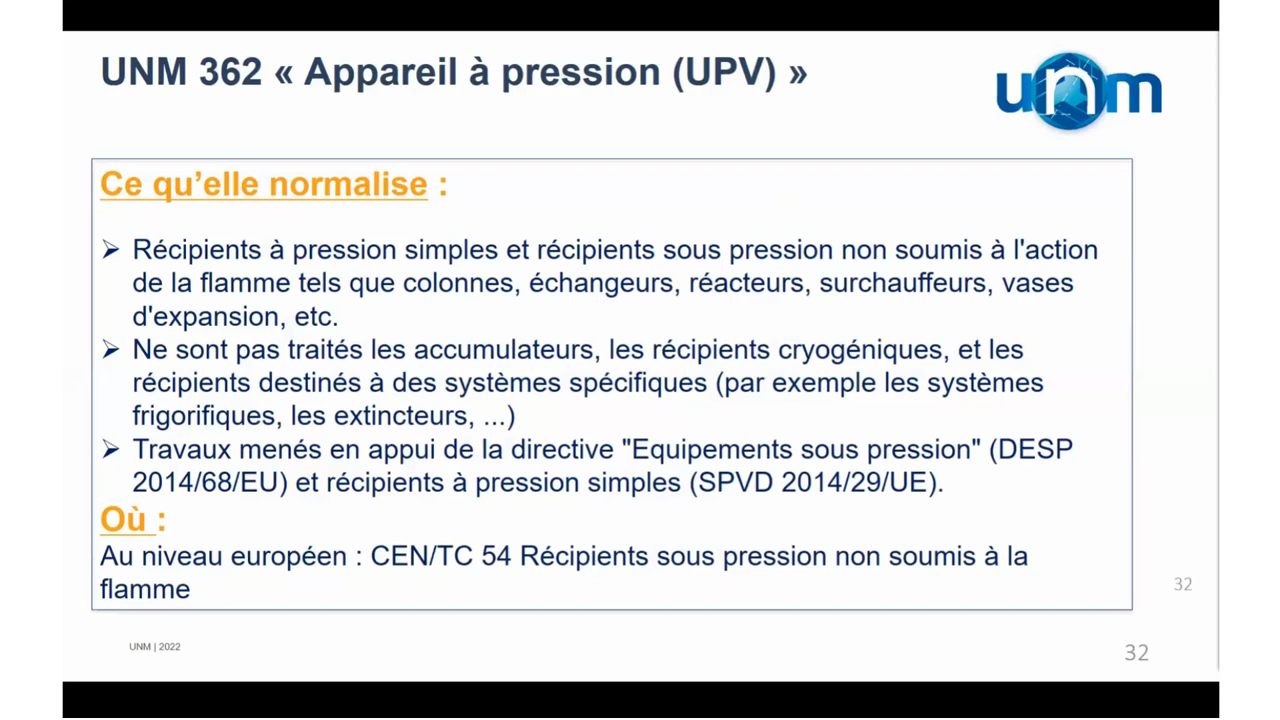 UNM 362 « Appareil à pression (UPV) »
unm
Ce qu’elle normalise :
➢ Récipients à pression simples et récipients sous pression non soumis à l'action
de la flamme tels que colonnes, échangeurs, réacteurs, surchauffeurs, vases
d'expansion, etc.
➢ Ne sont pas traités les accumulateurs, les récipients cryogéniques, et les
récipients destinés à des systèmes spécifiques (par exemple les systèmes
frigorifiques, les extincteurs, ...)
➢ Travaux menés en appui de la directive "Equipements sous pression" (DESP
2014/68/EU) et récipients à pression simples (SPVD 2014/29/UE).
Où :
Au niveau européen : CEN/TC 54 Récipients sous pression non soumis à la
flamme
32
UNM | 2022
32